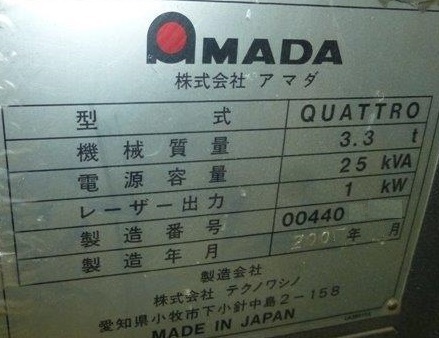 AMADA
株式会社 アマダ
型式 QUATTRO
機械質量 3.3 t
電源容量 25 kVA
レーザー出力 1 kW
製造番号 00440
製造年月 年 月
製造会社
株式会社 テクノワシノ
愛知県小牧市下小針中島2-158
MADE IN JAPAN